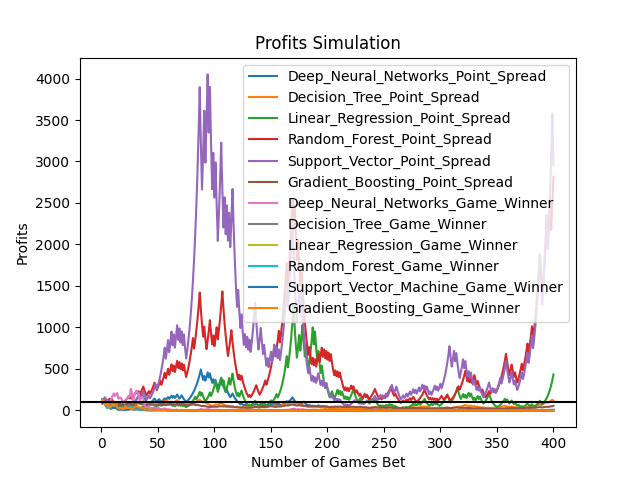 Profits Simulation
Profits
4000
3500
3000
2500
2000
1500
1000
500
0
Deep_Neural_Networks_Point_Spread
Decision_Tree_Point_Spread
Linear_Regression_Point_Spread
Random_Forest_Point_Spread
Support_Vector_Point_Spread
Gradient_Boosting_Point_Spread
Deep_Neural_Networks_Game_Winner
Decision_Tree_Game_Winner
Linear_Regression_Game_Winner
Random_Forest_Game_Winner
Support_Vector_Machine_Game_Winner
Gradient_Boosting_Game_Winner
0 50 100 150 200 250 300 350 400
Number of Games Bet